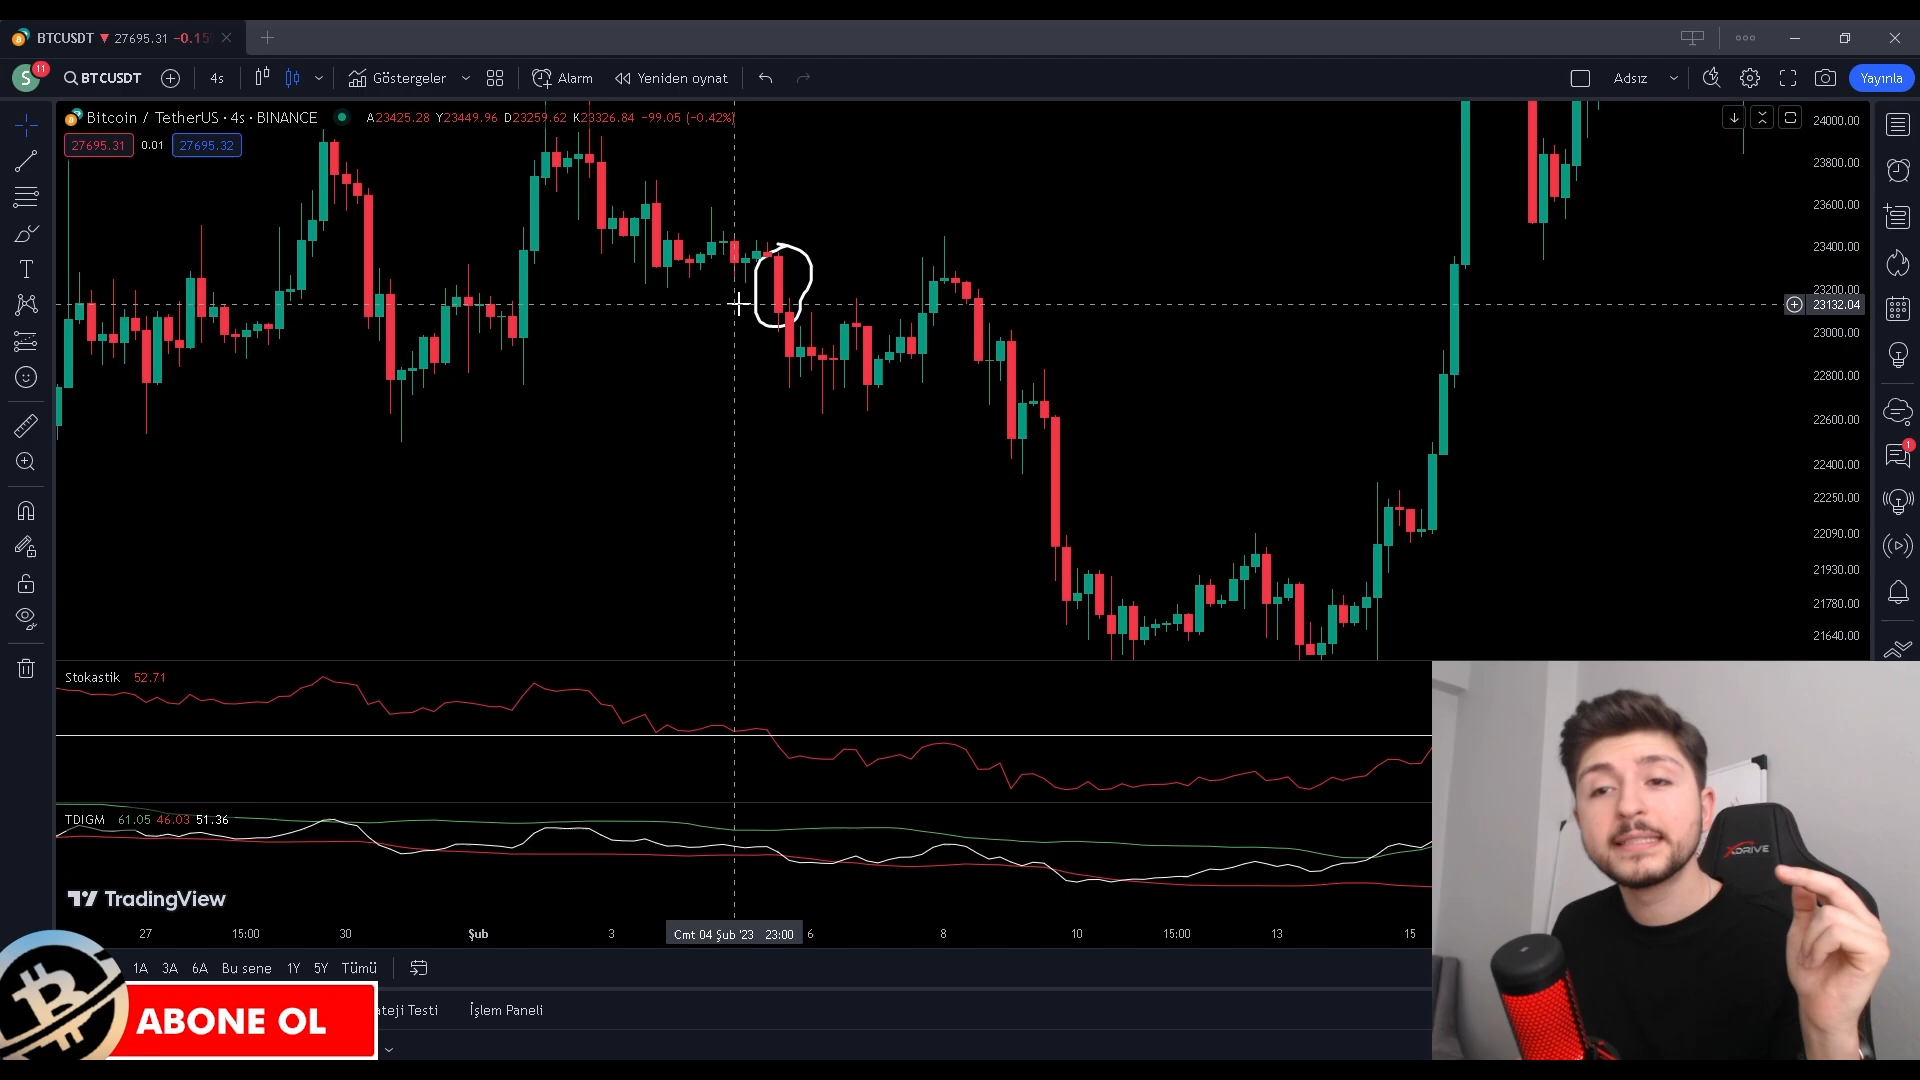 BTCUSDT ▼ 27695.31 −0.15
S 11 BTCUSDT 4s Göstergeler Alarm Yeniden oynat Adsız Yayınla
Bitcoin / TetherUS · 4s · BINANCE A23425.28 Y23449.96 D23259.62 K23326.84 −99.05 (−0.42%)
27695.31 0.01 27695.32
24000.00
23800.00
23600.00
23400.00
23200.00
23132.04
23000.00
22800.00
22600.00
22400.00
22250.00
22090.00
21930.00
21780.00
21640.00
1
Stokastik 52.71
TDIGM 61.05 46.03 51.36
TradingView
XDRIVE
27 15:00 30 Şub 3 Cmt 04 Şub '23 23:00 6 8 10 15:00 13 15
1A 3A 6A Bu sene 1Y 5Y Tümü
ateji Testi İşlem Paneli
ABONE OL